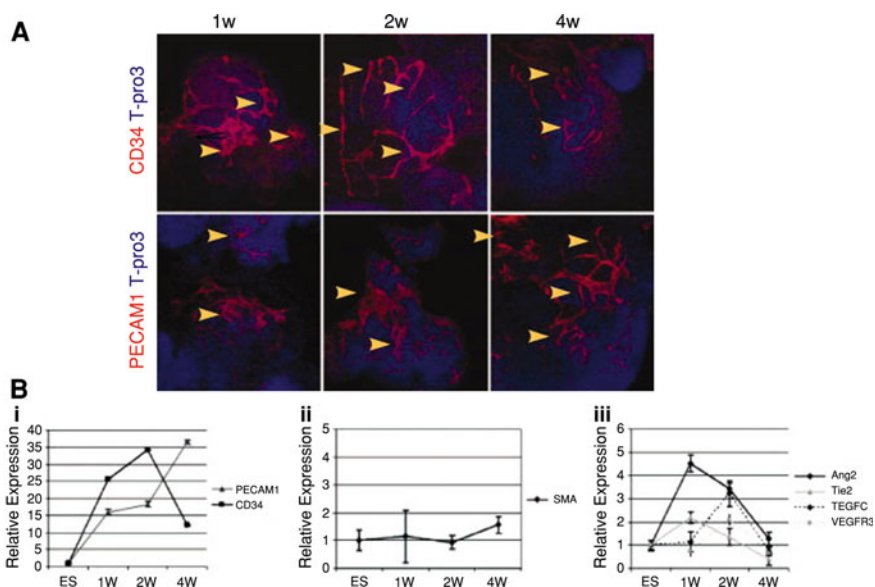 A
1w 2w 4w
CD34 T-pro3
PECAM1 T-pro3
B
i
Relative Expression
40
35
30
25
20
15
10
5
0
ES 1W 2W 4W
PECAM1
CD34
ii
Relative Expression
5
4
3
2
1
0
ES 1W 2W 4W
SMA
iii
Relative Expression
6
5
4
3
2
1
0
ES 1W 2W 4W
Ang2
Tie2
TEGFC
VEGFR3